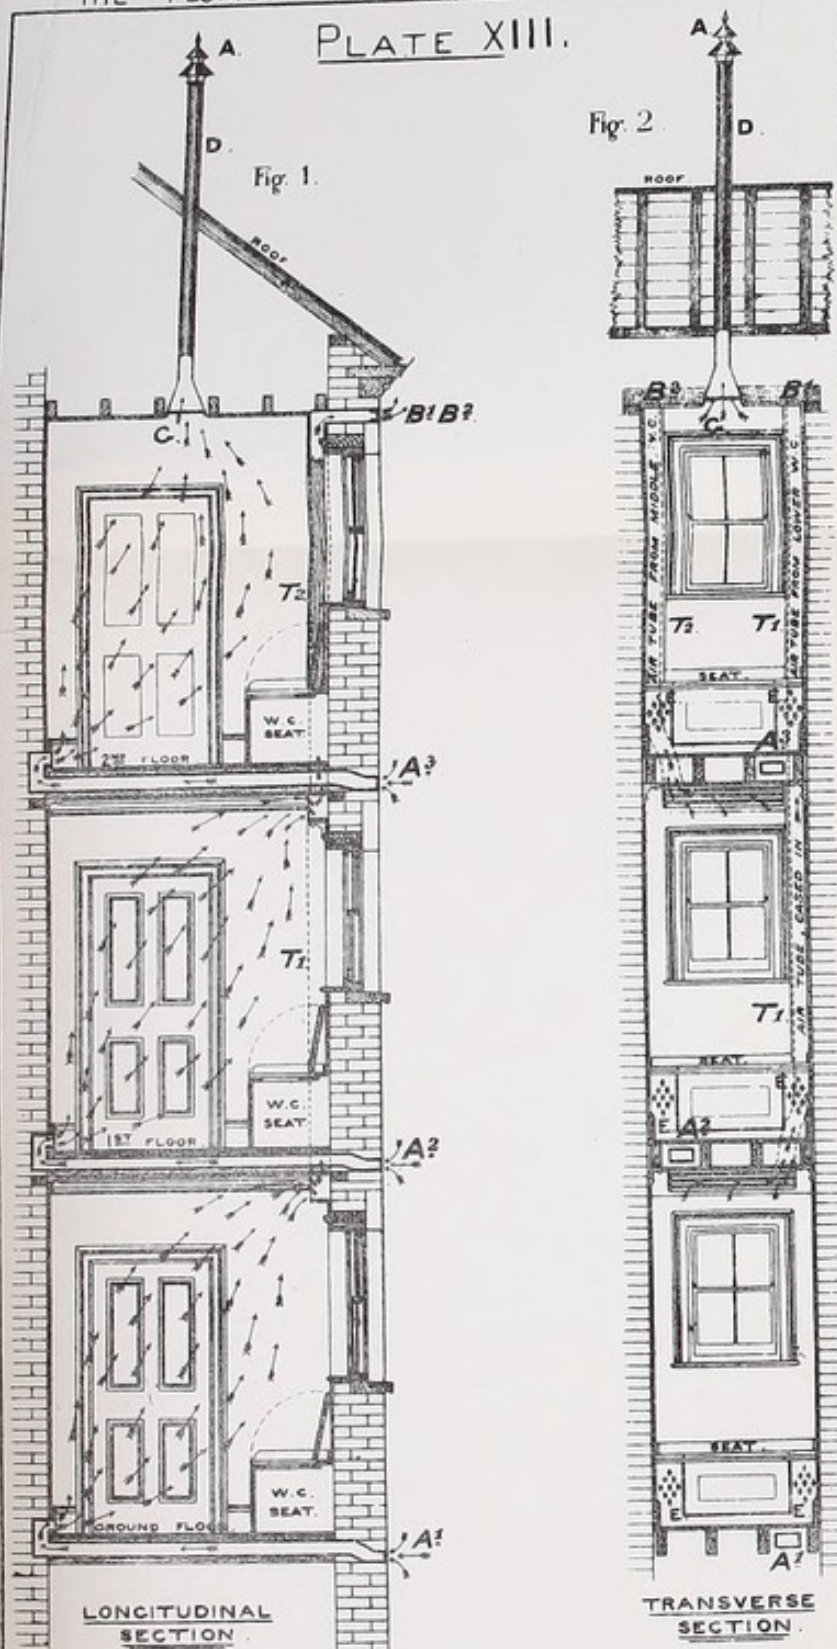 PLATE XIII.
A.
D.
Fig. 1.
ROOF
C.
B¹ B²
T2
W.C.
SEAT.
2ND FLOOR
A³
T1
W.C.
SEAT
1ST FLOOR
A²
W.C.
SEAT.
GROUND FLOOR
A¹
LONGITUDINAL
SECTION.
A
Fig. 2
D.
ROOF
B²
B¹
C.
AIR TUBE FROM MIDDLE W.C.
AIR TUBE FROM LOWER W.C.
T2.
T1
SEAT.
E
E
A³
AIR TUBE, CASED IN
T1
SEAT.
E
E
A²
SEAT.
E
E
A¹
TRANSVERSE
SECTION.